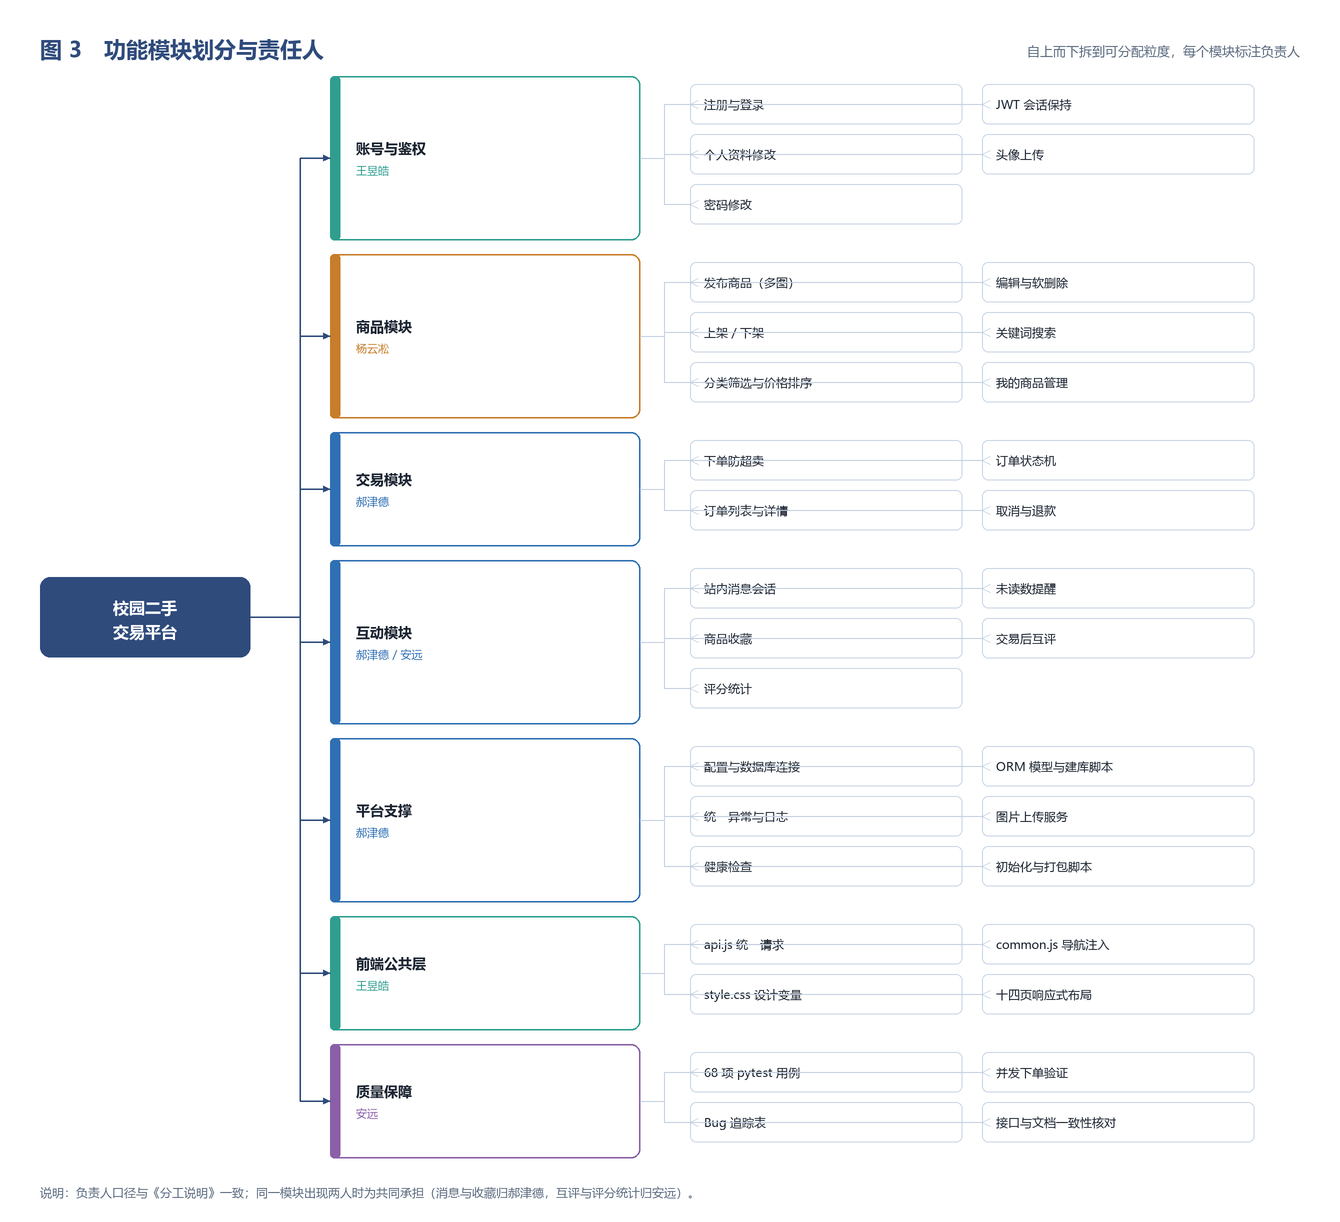 图 3 功能模块划分与责任人
自上而下拆到可分配粒度，每个模块标注负责人
校园二手
交易平台
账号与鉴权
王昱皓
注册与登录
JWT 会话保持
个人资料修改
头像上传
密码修改
商品模块
杨云凇
发布商品（多图）
编辑与软删除
上架 / 下架
关键词搜索
分类筛选与价格排序
我的商品管理
交易模块
郝津德
下单防超卖
订单状态机
订单列表与详情
取消与退款
互动模块
郝津德 / 安远
站内消息会话
未读数提醒
商品收藏
交易后互评
评分统计
平台支撑
郝津德
配置与数据库连接
ORM 模型与建库脚本
统一异常与日志
图片上传服务
健康检查
初始化与打包脚本
前端公共层
王昱皓
api.js 统一请求
common.js 导航注入
style.css 设计变量
十四页响应式布局
质量保障
安远
68 项 pytest 用例
并发下单验证
Bug 追踪表
接口与文档一致性核对
说明：负责人口径与《分工说明》一致；同一模块出现两人时为共同承担（消息与收藏归郝津德，互评与评分统计归安远）。